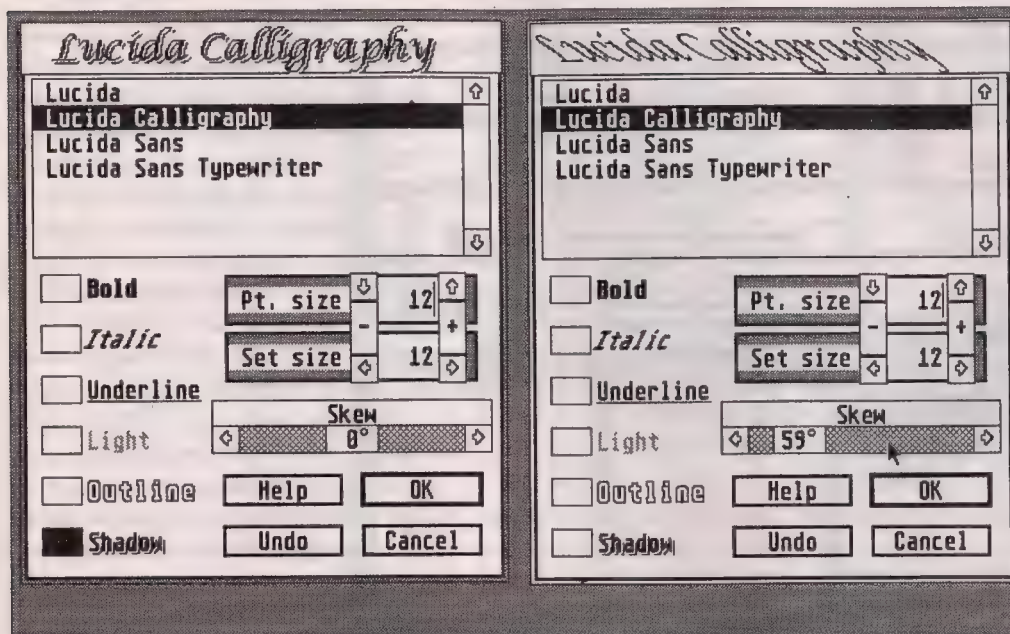 Lucida Calligraphy
Lucida
Lucida Calligraphy
Lucida Sans
Lucida Sans Typewriter
Bold
Italic
Underline
Light
Outline
Shadow
Pt. size
-
12
+
Set size
12
Skew
0°
Help
OK
Undo
Cancel
Lucida Calligraphy
Lucida
Lucida Calligraphy
Lucida Sans
Lucida Sans Typewriter
Bold
Italic
Underline
Light
Outline
Shadow
Pt. size
-
12
+
Set size
12
Skew
59°
Help
OK
Undo
Cancel